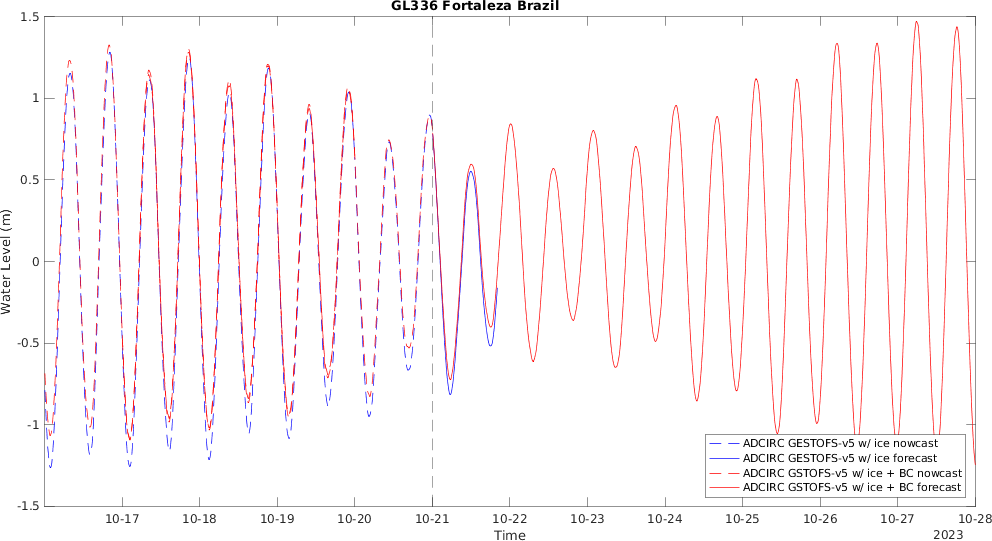 GL336 Fortaleza Brazil
1.5
1
0.5
0
-0.5
-1
-1.5
Water Level (m)
10-17 10-18 10-19 10-20 10-21 10-22 10-23 10-24 10-25 10-26 10-27 10-28
Time
2023
ADCIRC GESTOFS-v5 w/ ice nowcast
ADCIRC GESTOFS-v5 w/ ice forecast
ADCIRC GSTOFS-v5 w/ ice + BC nowcast
ADCIRC GSTOFS-v5 w/ ice + BC forecast